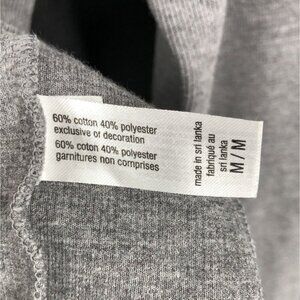 60% cotton 40% polyester
exclusive of decoration
60% coton 40% polyester
garnitures non comprises
made in sri lanka
fabriqué au
sri lanka
M / M